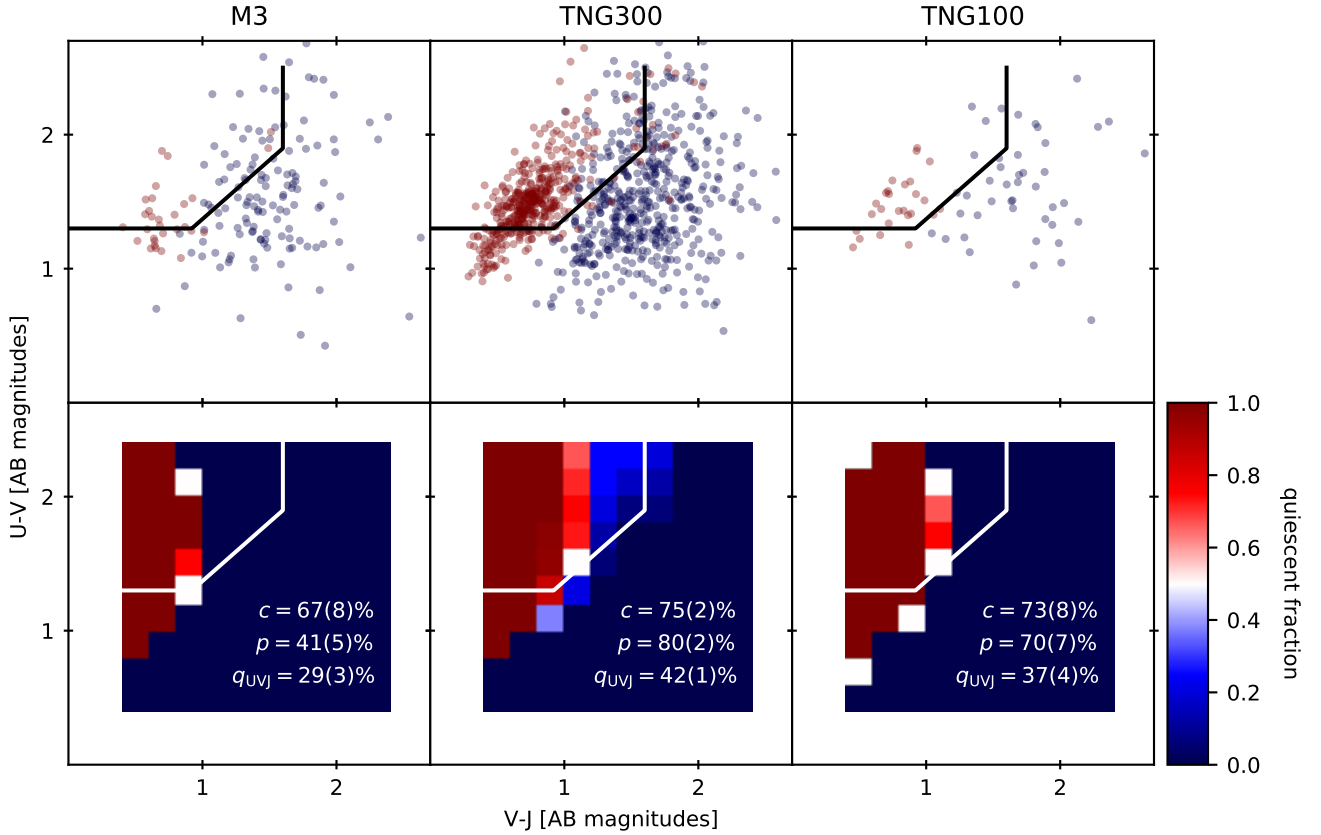 M3 TNG300 TNG100
2
1
U-V [AB magnitudes]
2
1
c = 67(8)%
p = 41(5)%
q_UVJ = 29(3)%
c = 75(2)%
p = 80(2)%
q_UVJ = 42(1)%
c = 73(8)%
p = 70(7)%
q_UVJ = 37(4)%
1 2 1 2 1 2
V-J [AB magnitudes]
1.0
0.8
0.6
0.4
0.2
0.0
quiescent fraction